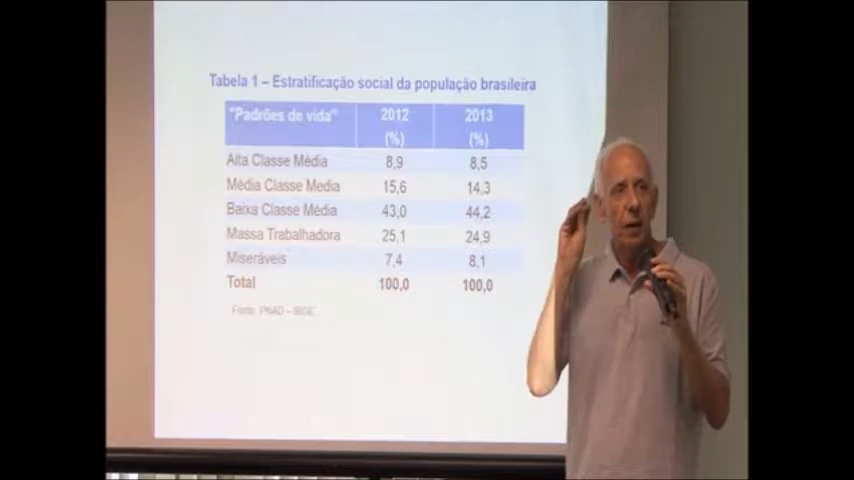 Tabela 1 – Estratificação social da população brasileira
"Padrões de vida" 2012 2013
(%) (%)
Alta Classe Média 8,9 8,5
Média Classe Media 15,6 14,3
Baixa Classe Média 43,0 44,2
Massa Trabalhadora 25,1 24,9
Miseráveis 7,4 8,1
Total 100,0 100,0
Fonte: PNAD – IBGE